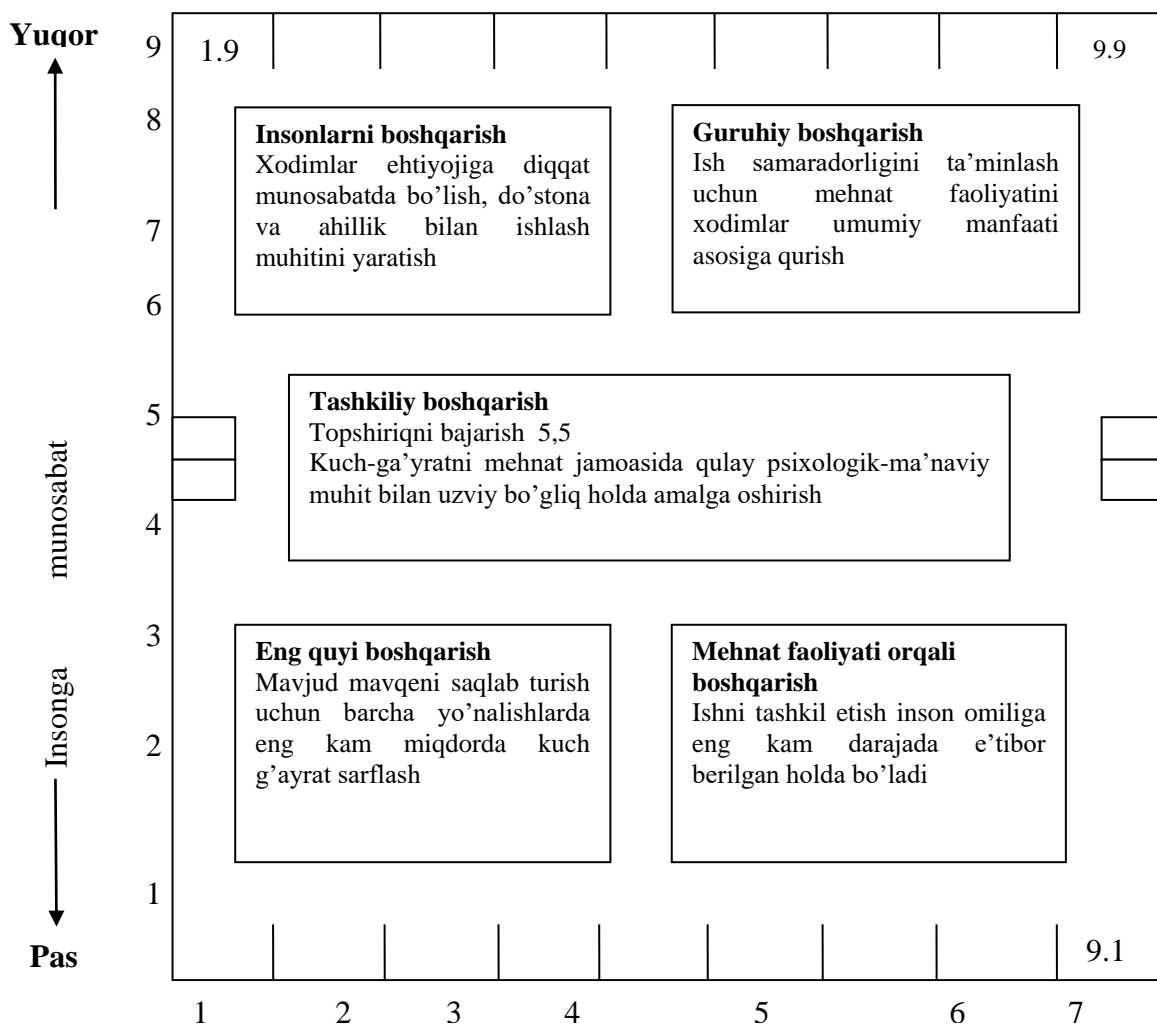 Yuqor
9
1.9
9.9
8
Insonlarni boshqarish
Xodimlar ehtiyojiga diqqat
munosabatda bo’lish, do’stona
va ahillik bilan ishlash
muhitini yaratish
Guruhiy boshqarish
Ish samaradorligini ta’minlash
uchun mehnat faoliyatini
xodimlar umumiy manfaati
asosiga qurish
7
6
5
Tashkiliy boshqarish
Topshiriqni bajarish 5,5
Kuch-ga’yratni mehnat jamoasida qulay psixologik-ma’naviy
muhit bilan uzviy bo’gliq holda amalga oshirish
4
Insonga munosabat
3
Eng quyi boshqarish
Mavjud mavqeni saqlab turish
uchun barcha yo’nalishlarda
eng kam miqdorda kuch
g’ayrat sarflash
Mehnat faoliyati orqali
boshqarish
Ishni tashkil etish inson omiliga
eng kam darajada e’tibor
berilgan holda bo’ladi
2
1
Pas
9.1
1 2 3 4 5 6 7